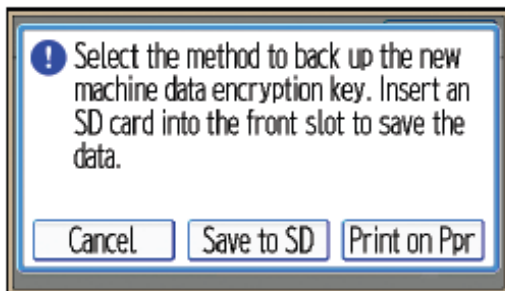 Select the method to back up the new
machine data encryption key. Insert an
SD card into the front slot to save the
data.
Cancel Save to SD Print on Ppr